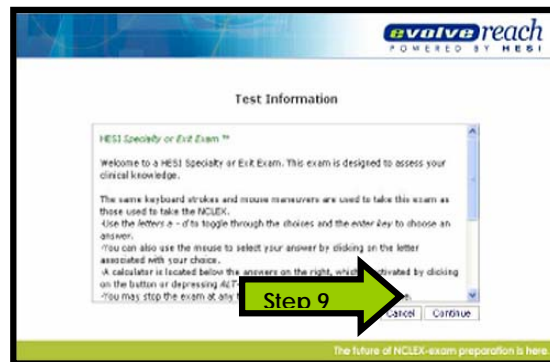 evolve reach
POWERED BY HESI
Test Information
HESI Specialty or Exit Exam ™
Welcome to a HESI Specialty or Exit Exam. This exam is designed to assess your
clinical knowledge.
The same keyboard strokes and mouse maneuvers are used to take this exam as
those used to take the NCLEX.
-Use the letters a - d to toggle through the choices and the enter key to choose an
answer.
-You can also use the mouse to select your answer by clicking on the letter
associated with your choice.
-A calculator is located below the answers on the right, which activated by clicking
on the button or depressing ALT-
-You may stop the exam at any
Step 9
Cancel Continue
The future of NCLEX-exam preparation is here.